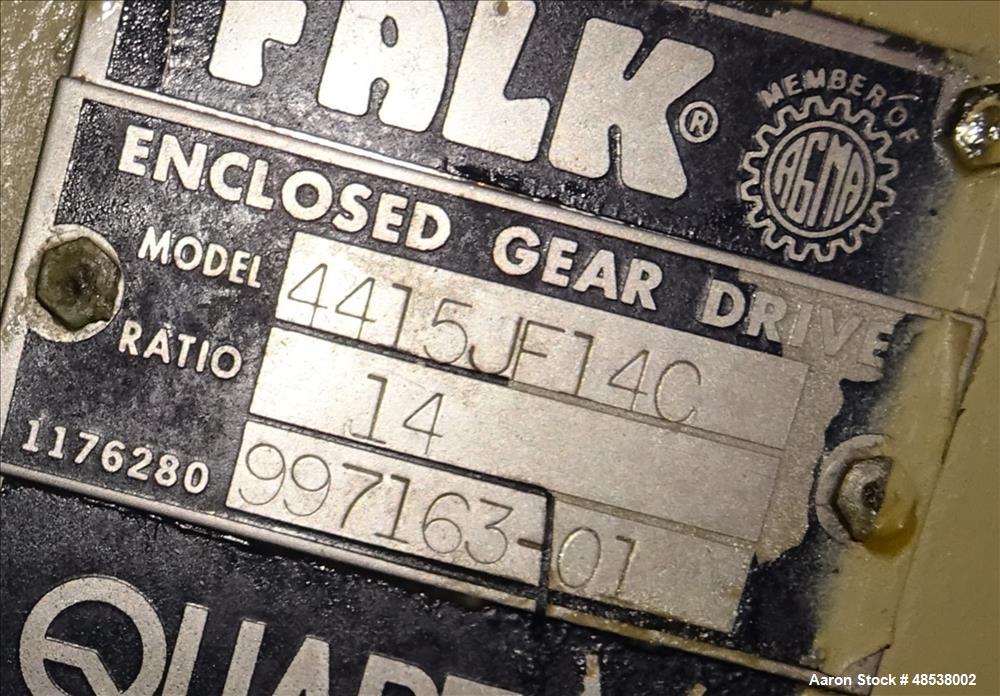 FALK®
MEMBER OF
AGMA
ENCLOSED GEAR DRIVE
MODEL 4415JF14C
RATIO 14
1176280 997163-01
Aaron Stock # 48538002